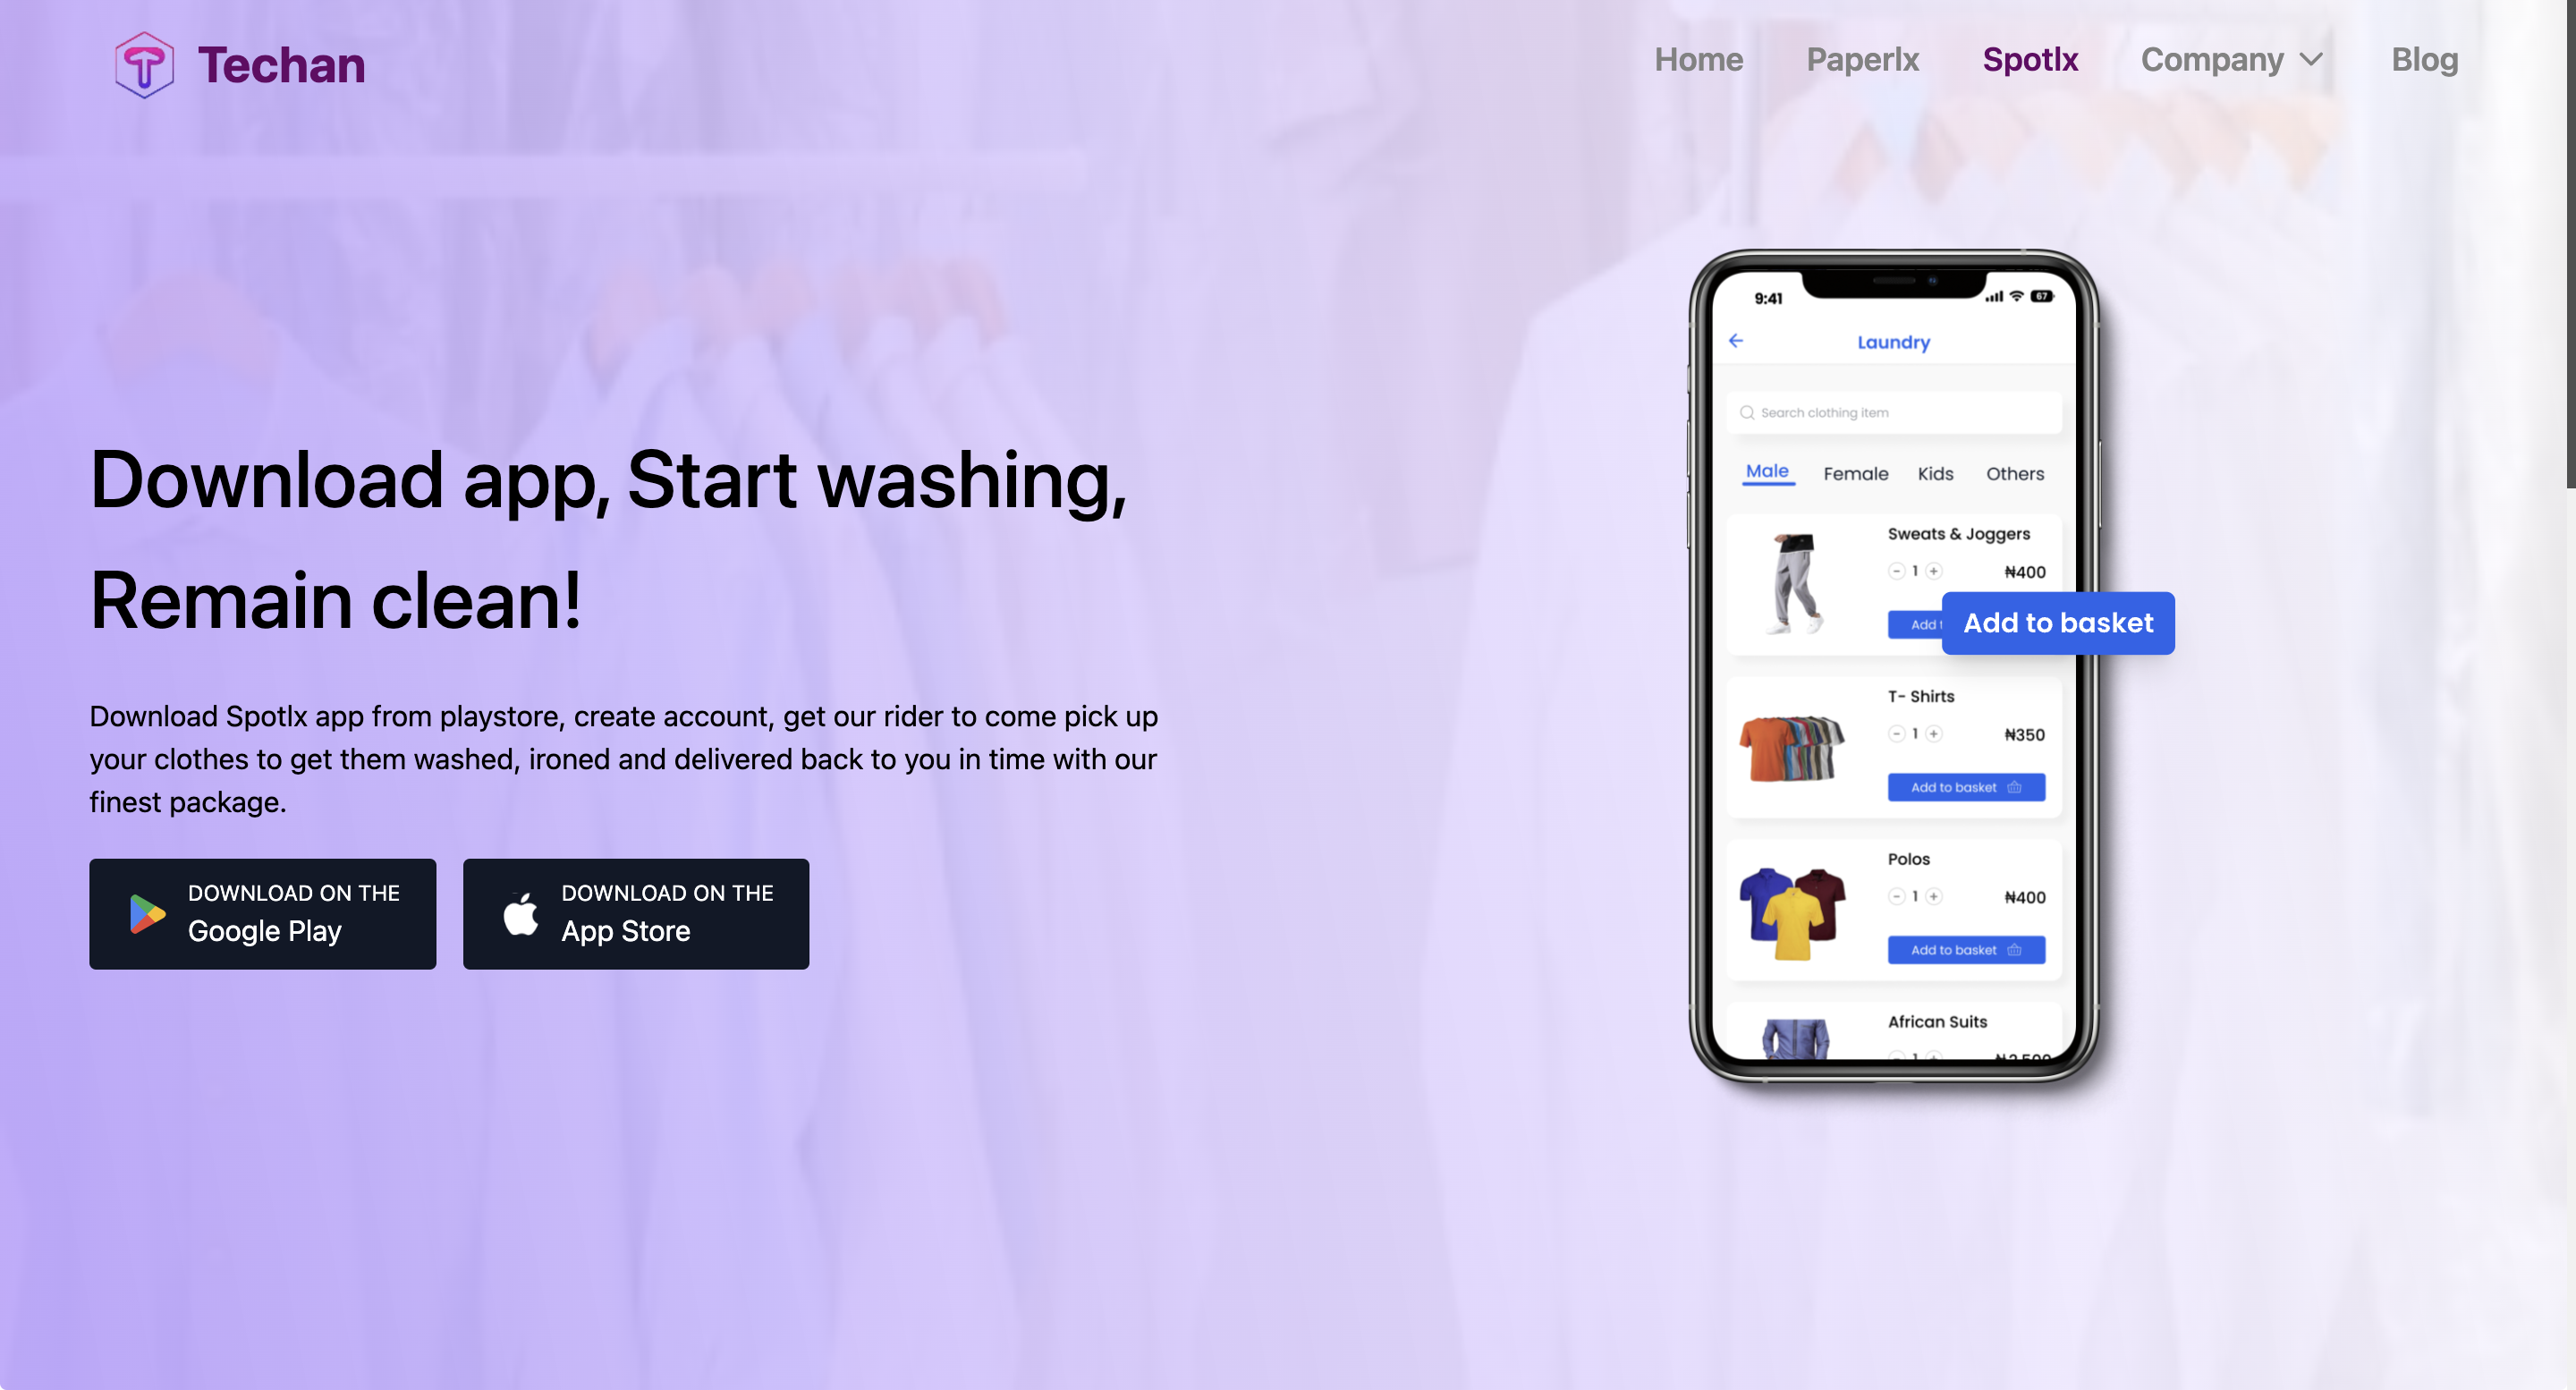 Techan
Home Paperlx Spotlx Company Blog
Download app, Start washing,
Remain clean!
Download Spotlx app from playstore, create account, get our rider to come pick up
your clothes to get them washed, ironed and delivered back to you in time with our
finest package.
DOWNLOAD ON THE
Google Play
DOWNLOAD ON THE
App Store
9:41
67
Laundry
Search clothing item
Male Female Kids Others
Sweats & Joggers
1 ₦400
Add
Add to basket
T- Shirts
1 ₦350
Add to basket
Polos
1 ₦400
Add to basket
African Suits
1 ₦2,500